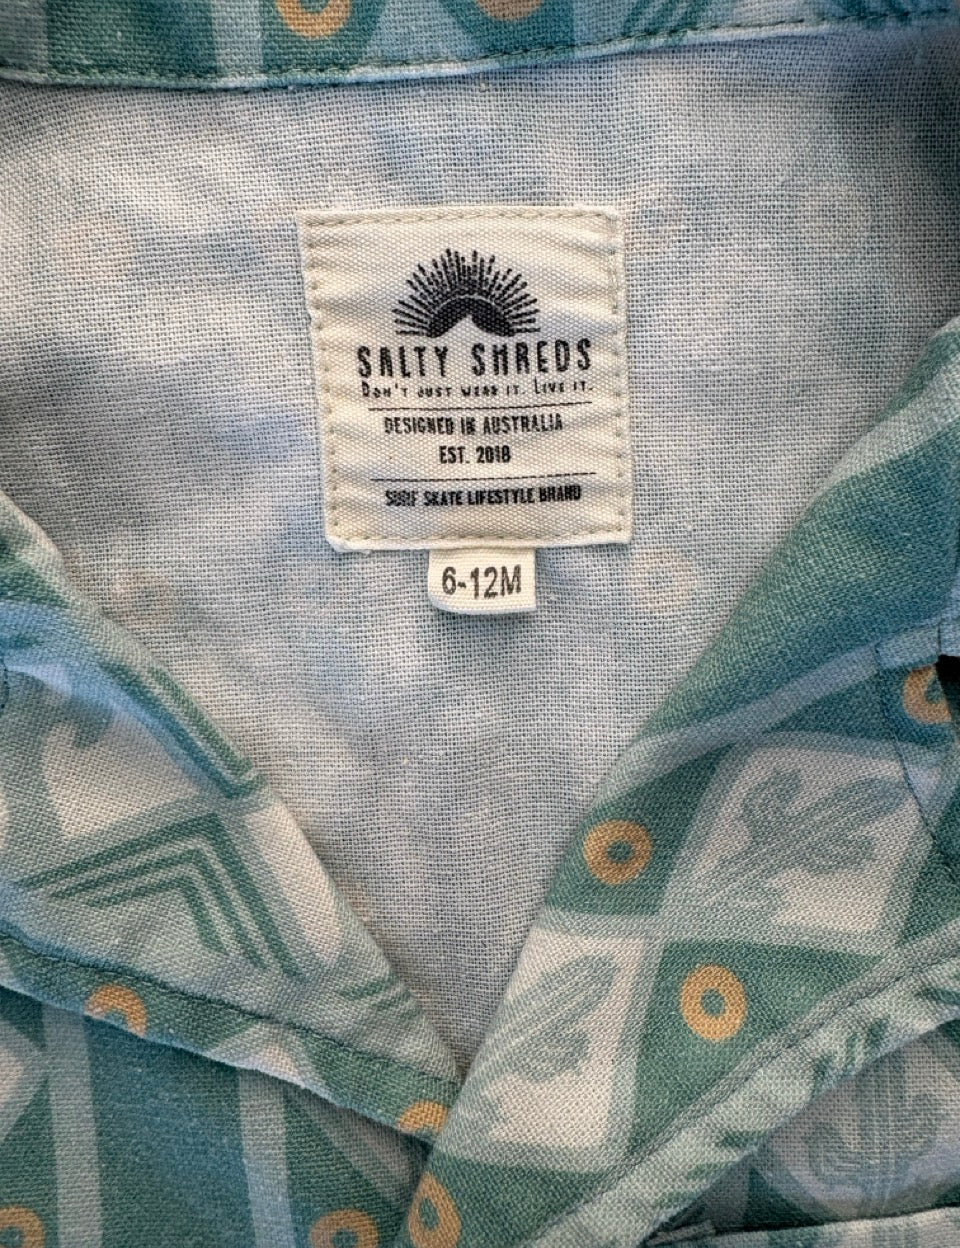 SALTY SHREDS
DON'T JUST WEAR IT. LIVE IT.
DESIGNED IN AUSTRALIA
EST. 2018
SURF SKATE LIFESTYLE BRAND
6-12M